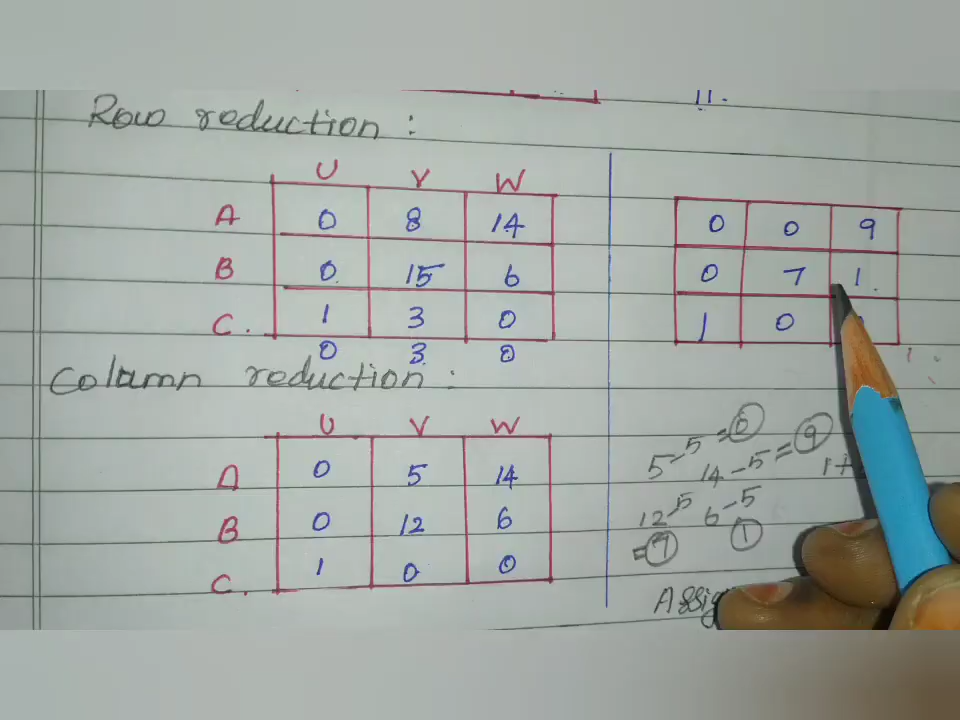 11.
Row reduction :
U V W
A 0 8 14
B 0 15 6
C. 1 3 0
0 3 0
0 0 9
0 7 1
1 0
Column reduction :
U V W
A 0 5 14
B 0 12 6
C. 1 0 0
5-5=0
14-5=9
1+
12-5
=7
6-5
1